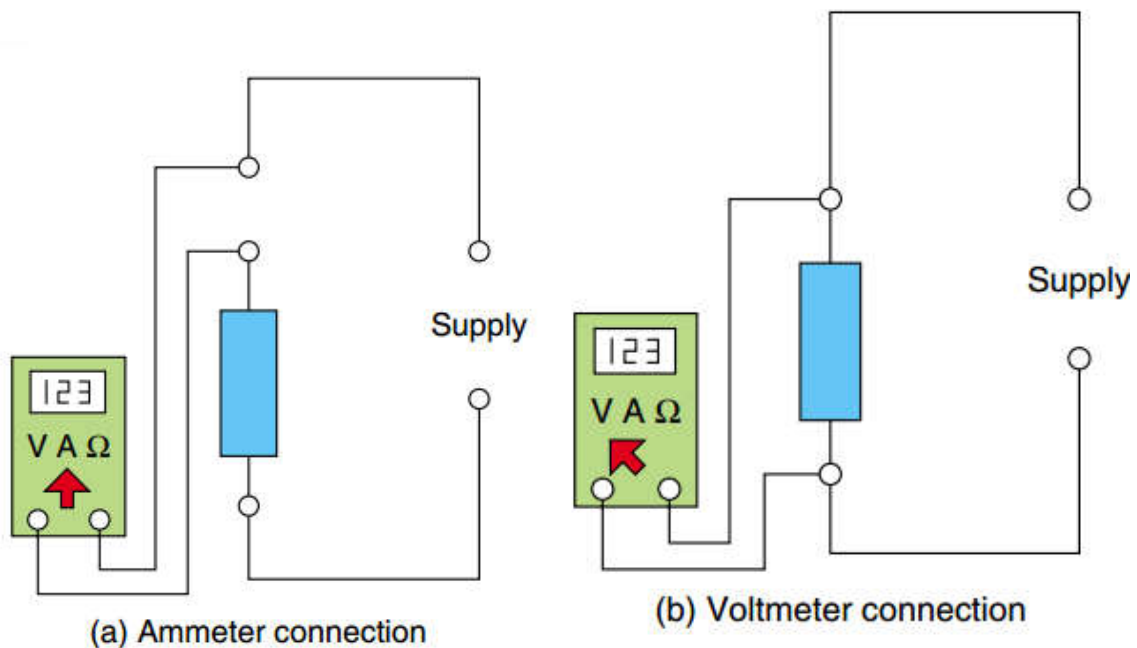 123
V A Ω
Supply
(a) Ammeter connection
123
V A Ω
Supply
(b) Voltmeter connection